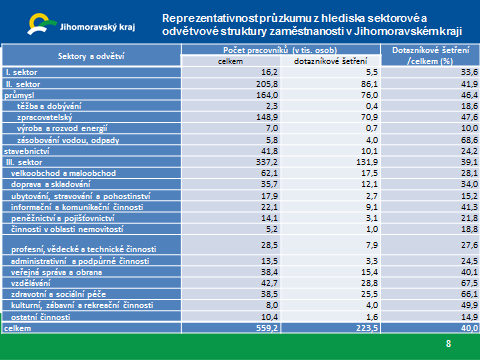 Jihomoravský kraj
Reprezentativnost průzkumu z hlediska sektorové a
odvětvové struktury zaměstnanosti v Jihomoravskémkraji
Sektory a odvětví Počet pracovníků (v tis. osob) Dotazníkové šetření
celkem dotazníkové šetření /celkem (%)
I. sektor 16,2 5,5 33,6
II. sektor 205,8 86,1 41,9
průmysl 164,0 76,0 46,4
těžba a dobývání 2,3 0,4 18,6
zpracovatelský 148,9 70,9 47,6
výroba a rozvod energií 7,0 0,7 10,0
zásobování vodou, odpady 5,8 4,0 68,6
stavebnictví 41,8 10,1 24,2
III. sektor 337,2 131,9 39,1
velkoobchod a maloobchod 62,1 17,5 28,1
doprava a skladování 35,7 12,1 34,0
ubytování, stravování a pohostinství 17,9 2,7 15,2
informační a komunikační činnosti 22,1 9,1 41,3
peněžnictví a pojišťovnictví 14,1 3,1 21,8
činnosti v oblasti nemovitostí 5,2 1,0 18,8
profesní, vědecké a technické činnosti 28,5 7,9 27,6
administrativní a podpůrné činnosti 13,5 3,3 24,5
veřejná správa a obrana 38,4 15,4 40,1
vzdělávání 42,7 28,8 67,5
zdravotní a sociální péče 38,5 25,5 66,1
kulturní, zábavní a rekreační činnosti 8,0 4,0 49,9
ostatní činnosti 10,4 1,6 14,9
celkem 559,2 223,5 40,0
8